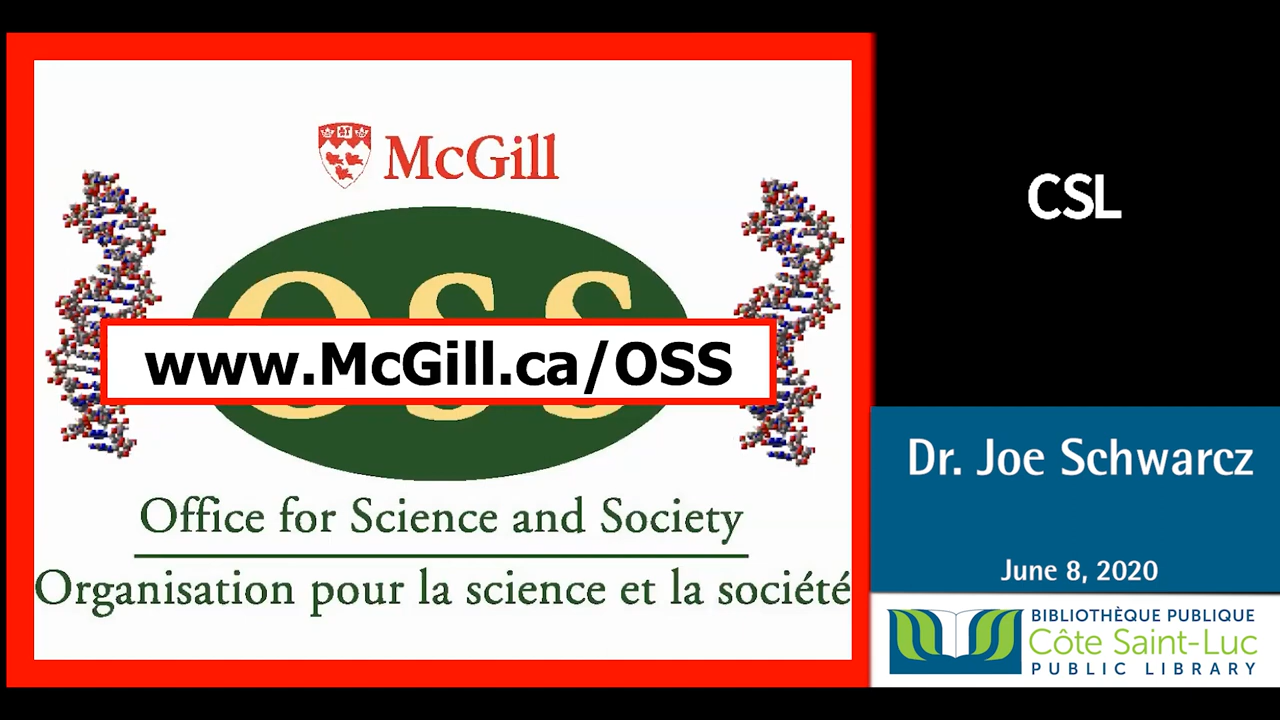 McGill
OSS
www.McGill.ca/OSS
Office for Science and Society
Organisation pour la science et la société
CSL
Dr. Joe Schwarcz
June 8, 2020
BIBLIOTHÈQUE PUBLIQUE
Côte Saint-Luc
PUBLIC LIBRARY